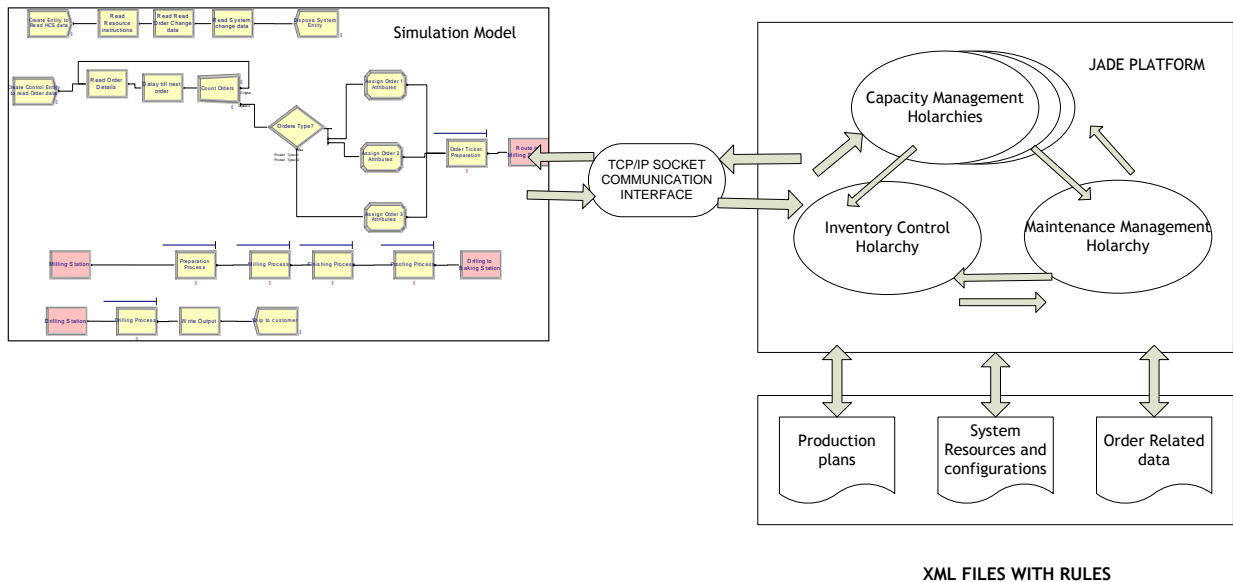 Create Entity to
Read HCS data
Read
Resource
instructions
Read Read
Order Change
data
Read System
change data
Dispose System
Entity
Simulation Model
Create Control Entity
to read Order data
Read Order
Details
Delay till next
order
Count Orders
Orders Type?
Assign Order 1
Attributes
Assign Order 2
Attributes
Assign Order 3
Attributes
Order Ticket
Preparation
Route
Milling
Milling Station
Preparation
Process
Milling Process
Finishing Process
Proofing Process
Drilling to
Making Station
Drilling Station
Drilling Process
Write Output
Ship to customer
TCP/IP SOCKET
COMMUNICATION
INTERFACE
JADE PLATFORM
Capacity Management
Holarchies
Inventory Control
Holarchy
Maintenance Management
Holarchy
Production
plans
System
Resources and
configurations
Order Related
data
XML FILES WITH RULES